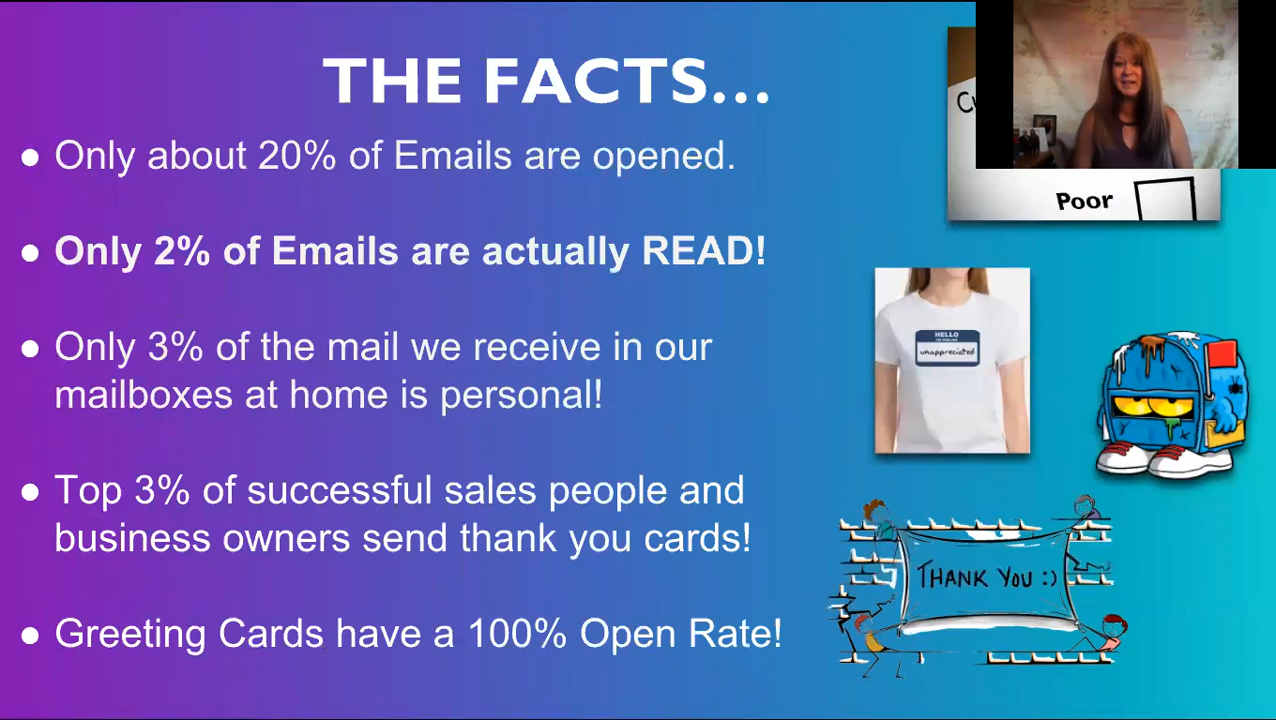 THE FACTS...
● Only about 20% of Emails are opened.
● Only 2% of Emails are actually READ!
● Only 3% of the mail we receive in our
mailboxes at home is personal!
● Top 3% of successful sales people and
business owners send thank you cards!
● Greeting Cards have a 100% Open Rate!
Poor
HELLO
unappreciated
THANK YOU :)